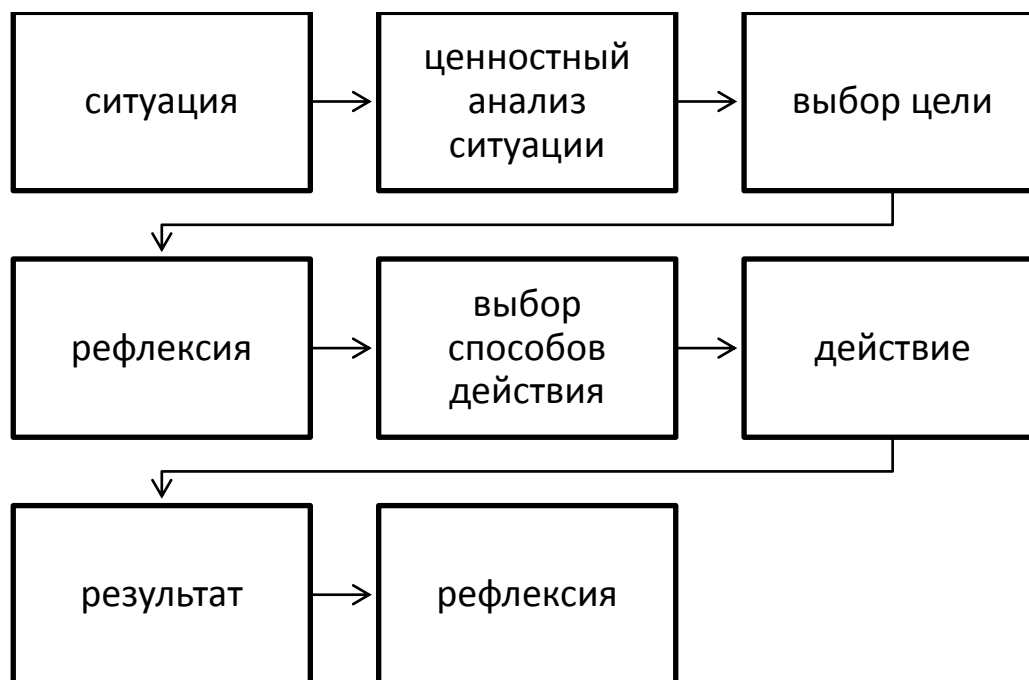 ситуация
ценностный
анализ
ситуации
выбор цели
рефлексия
выбор
способов
действия
действие
результат
рефлексия